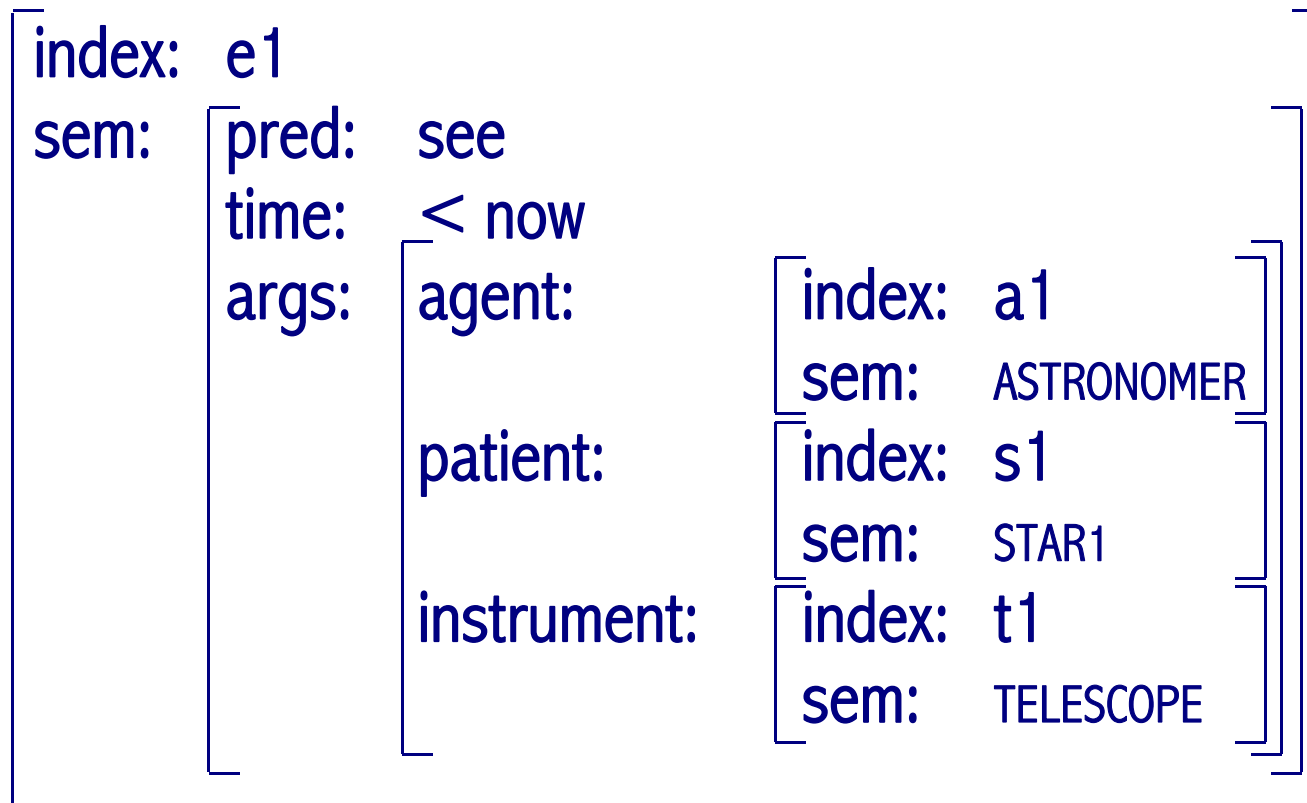 index: e1
sem: pred: see
time: < now
args: agent: index: a1
sem: ASTRONOMER
patient: index: s1
sem: STAR1
instrument: index: t1
sem: TELESCOPE